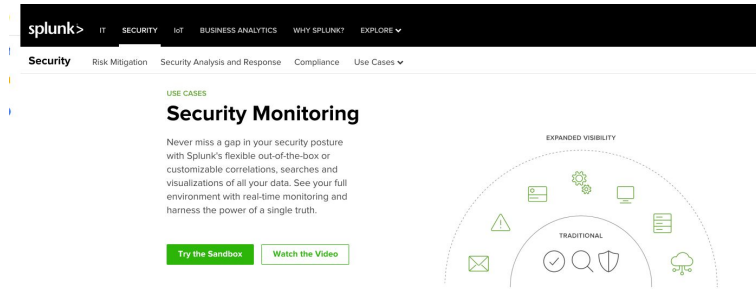 splunk> IT SECURITY IoT BUSINESS ANALYTICS WHY SPLUNK? EXPLORE
Security Risk Mitigation Security Analysis and Response Compliance Use Cases
USE CASES
Security Monitoring
Never miss a gap in your security posture
with Splunk's flexible out-of-the-box or
customizable correlations, searches and
visualizations of all your data. See your full
environment with real-time monitoring and
harness the power of a single truth.
Try the Sandbox Watch the Video
EXPANDED VISIBILITY
TRADITIONAL